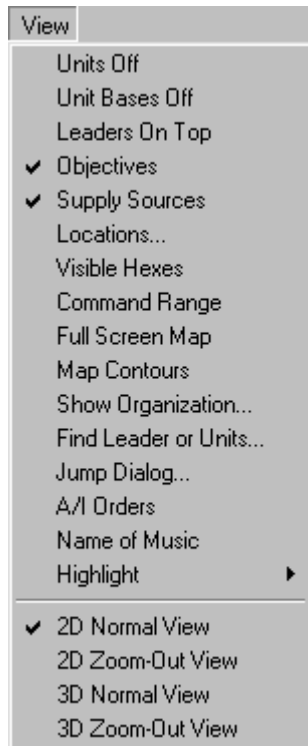 View
Units Off
Unit Bases Off
Leaders On Top
Objectives
Supply Sources
Locations...
Visible Hexes
Command Range
Full Screen Map
Map Contours
Show Organization...
Find Leader or Units...
Jump Dialog...
A/I Orders
Name of Music
Highlight
2D Normal View
2D Zoom-Out View
3D Normal View
3D Zoom-Out View